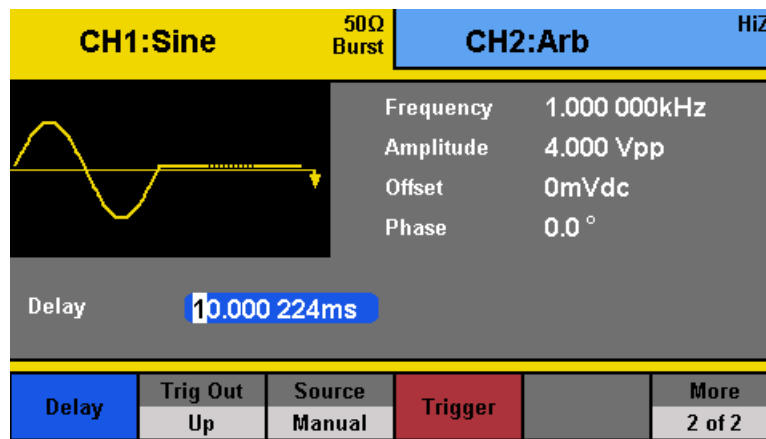 CH1:Sine
50Ω
Burst
CH2:Arb
HiZ
Frequency 1.000 000kHz
Amplitude 4.000 Vpp
Offset 0mVdc
Phase 0.0 °
Delay 10.000 224ms
Delay
Trig Out
Up
Source
Manual
Trigger
More
2 of 2